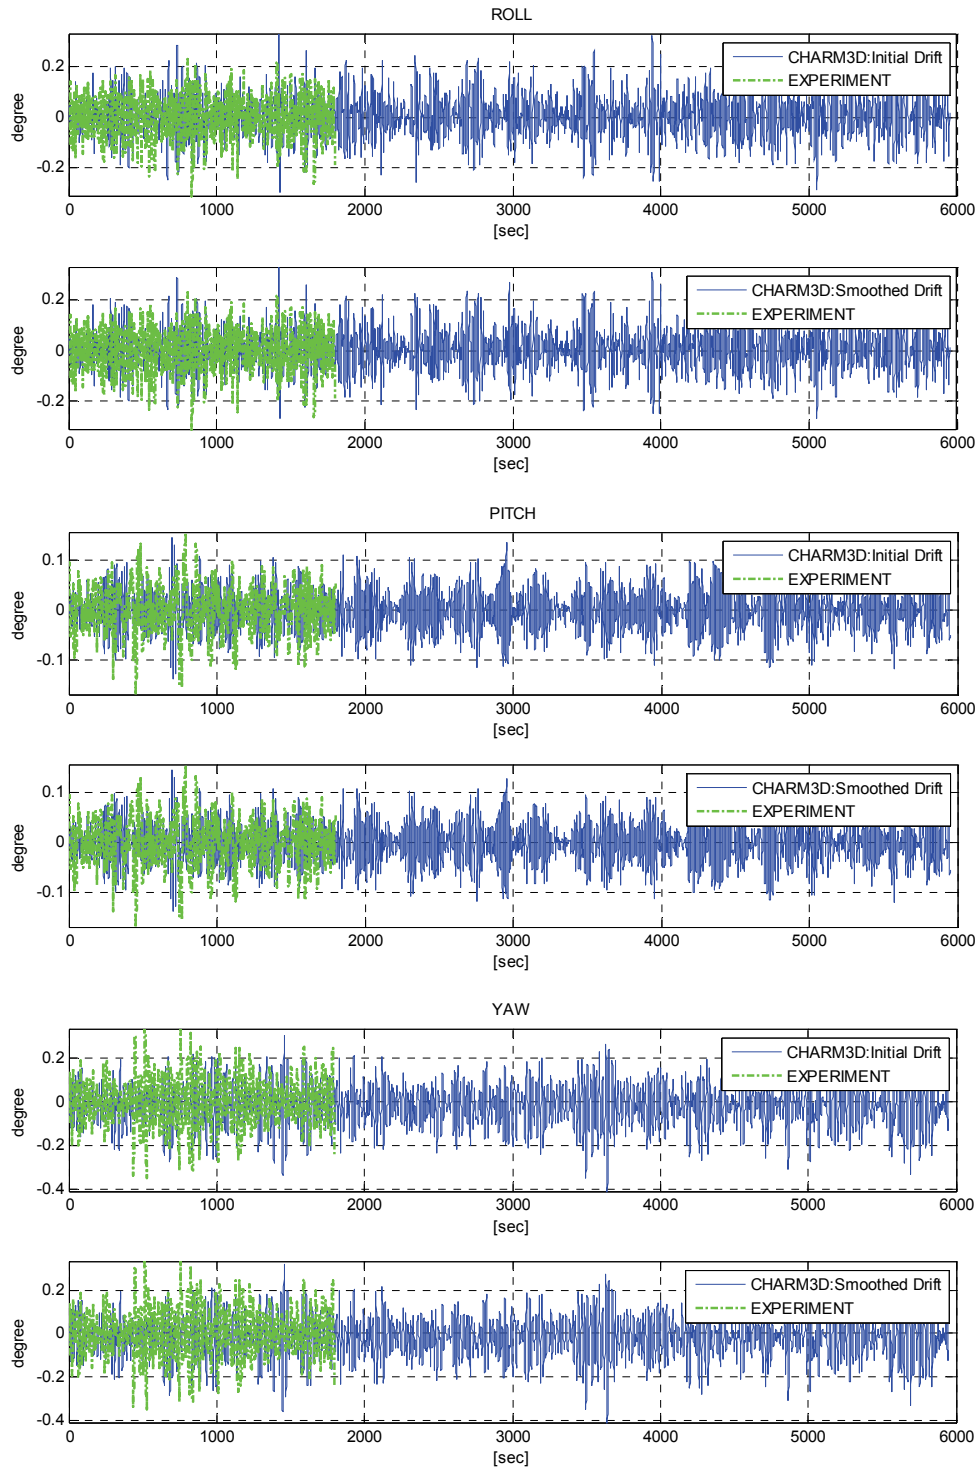 ROLL
0.2
0
-0.2
degree
CHARM3D:Initial Drift
EXPERIMENT
0 1000 2000 3000 4000 5000 6000
[sec]
0.2
0
-0.2
degree
CHARM3D:Smoothed Drift
EXPERIMENT
0 1000 2000 3000 4000 5000 6000
[sec]
PITCH
0.1
0
-0.1
degree
CHARM3D:Initial Drift
EXPERIMENT
0 1000 2000 3000 4000 5000 6000
[sec]
0.1
0
-0.1
degree
CHARM3D:Smoothed Drift
EXPERIMENT
0 1000 2000 3000 4000 5000 6000
[sec]
YAW
0.2
0
-0.2
-0.4
degree
CHARM3D:Initial Drift
EXPERIMENT
0 1000 2000 3000 4000 5000 6000
[sec]
0.2
0
-0.2
-0.4
degree
CHARM3D:Smoothed Drift
EXPERIMENT
0 1000 2000 3000 4000 5000 6000
[sec]